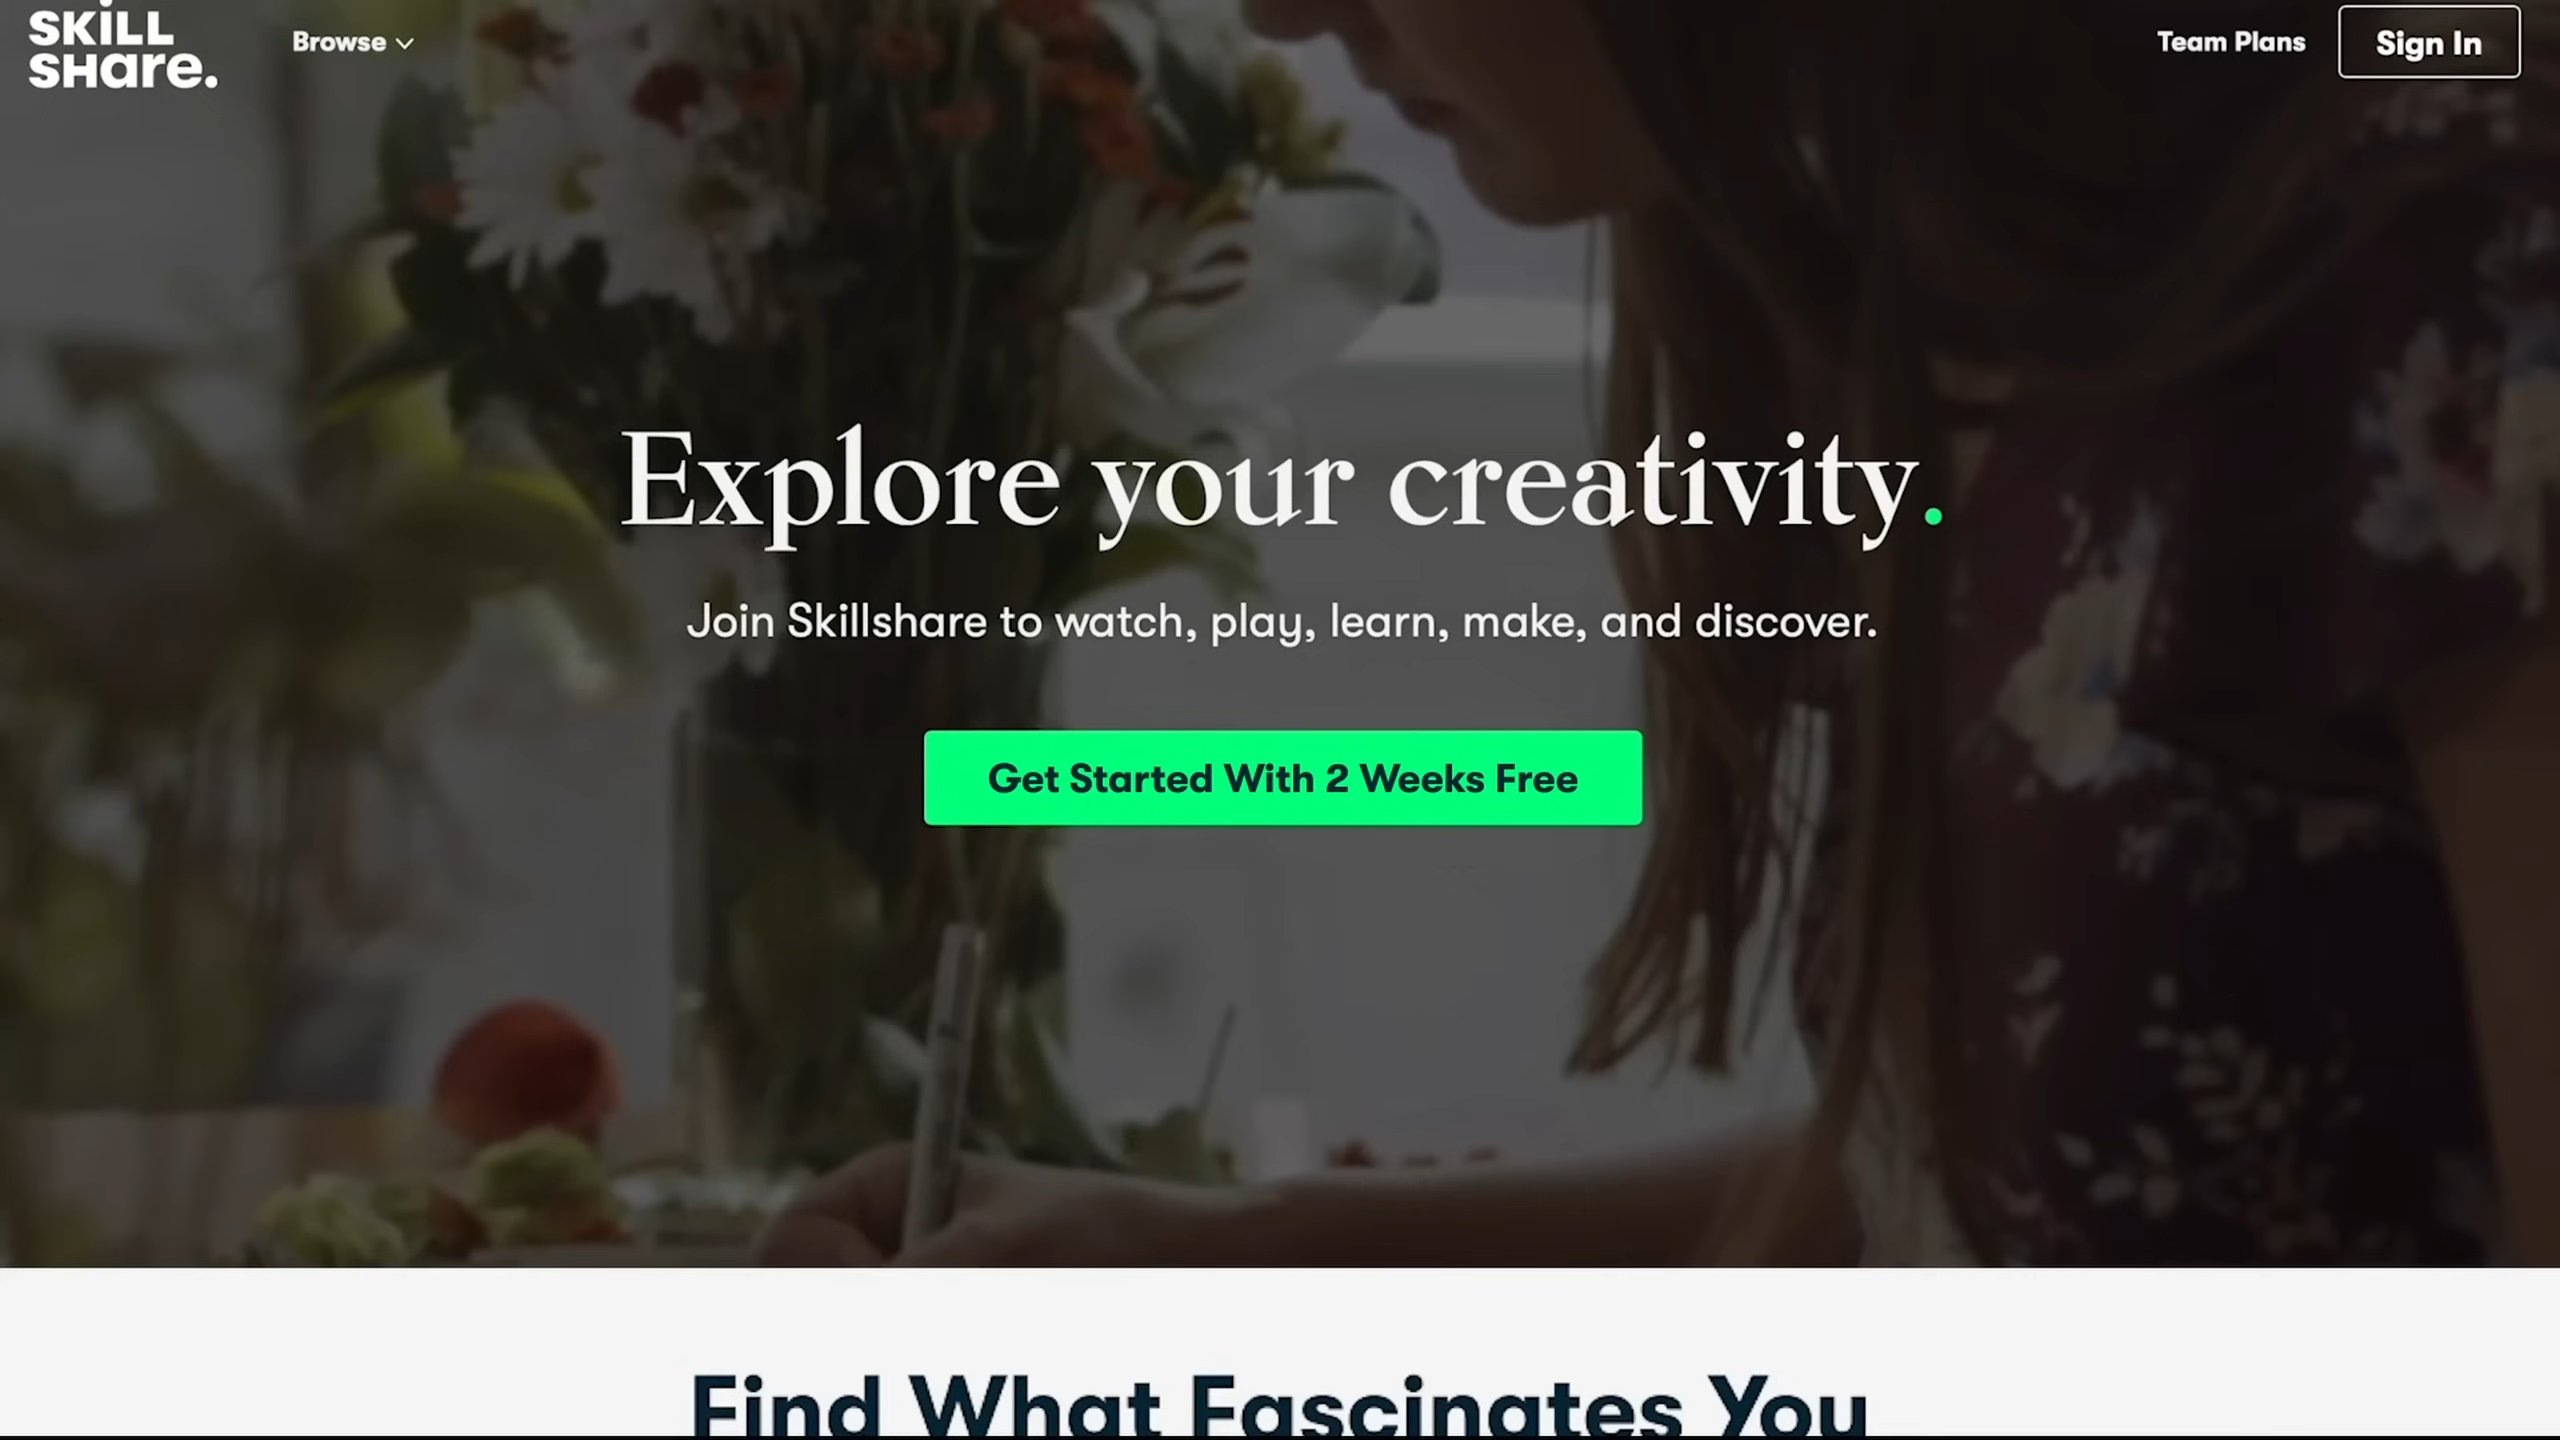 SKiLL
SHare.
Browse
Team Plans
Sign In
Explore your creativity.
Join Skillshare to watch, play, learn, make, and discover.
Get Started With 2 Weeks Free
Find What Fascinates You